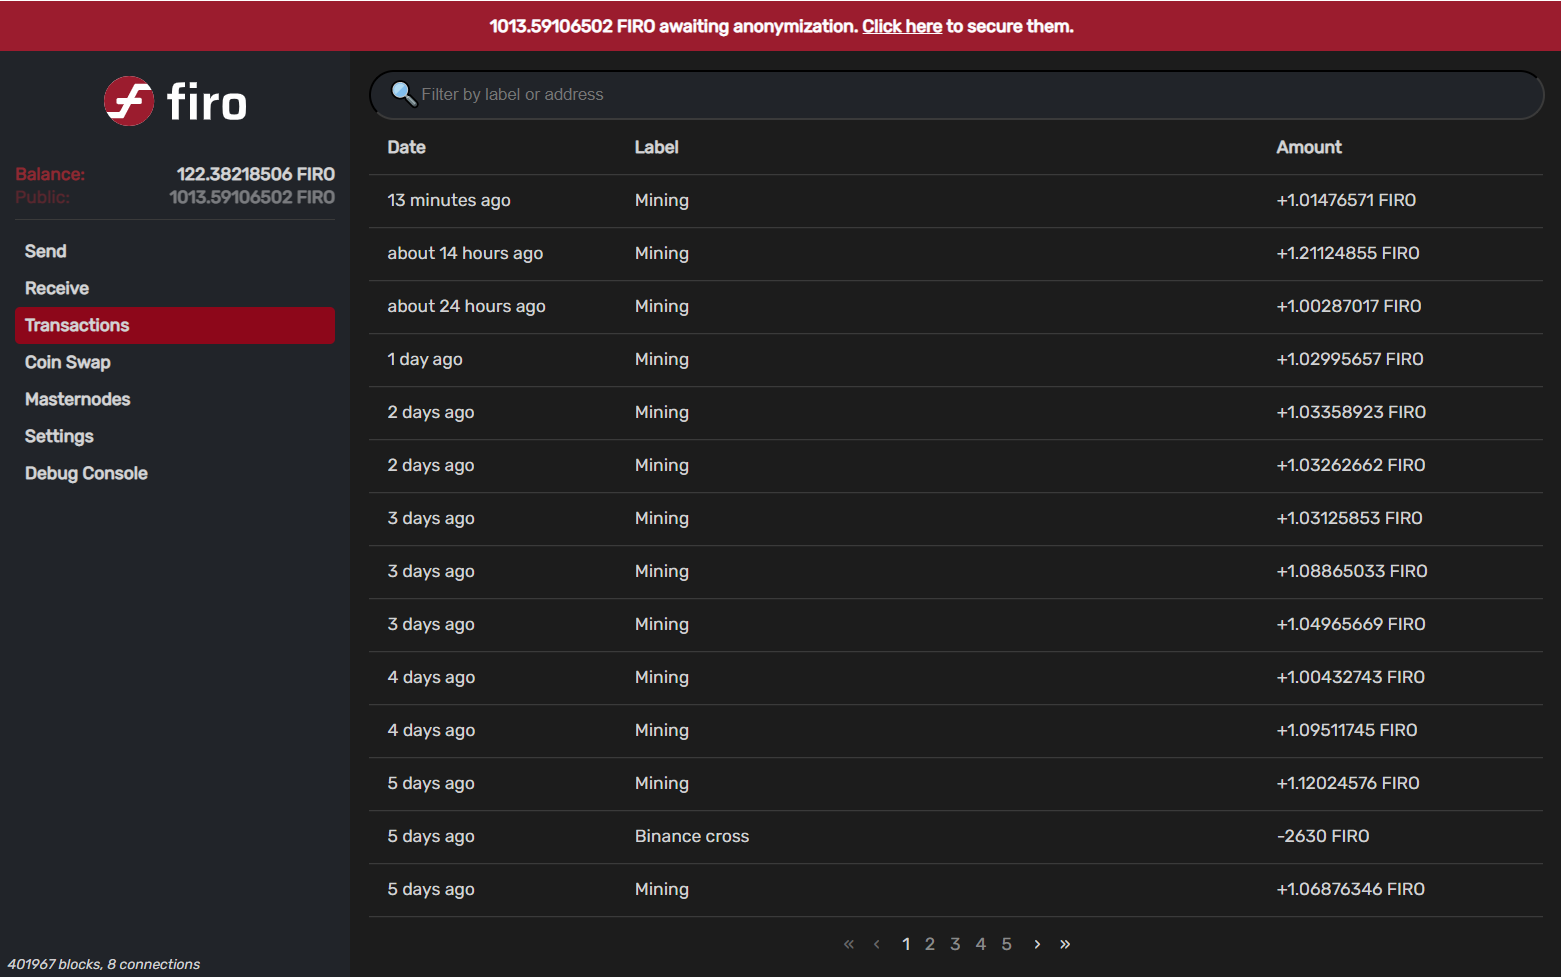 1013.59106502 FIRO awaiting anonymization. Click here to secure them.
firo
Balance: 122.38218506 FIRO
Public: 1013.59106502 FIRO
Send
Receive
Transactions
Coin Swap
Masternodes
Settings
Debug Console
401967 blocks, 8 connections
Filter by label or address
Date Label Amount
13 minutes ago Mining +1.01476571 FIRO
about 14 hours ago Mining +1.21124855 FIRO
about 24 hours ago Mining +1.00287017 FIRO
1 day ago Mining +1.02995657 FIRO
2 days ago Mining +1.03358923 FIRO
2 days ago Mining +1.03262662 FIRO
3 days ago Mining +1.03125853 FIRO
3 days ago Mining +1.08865033 FIRO
3 days ago Mining +1.04965669 FIRO
4 days ago Mining +1.00432743 FIRO
4 days ago Mining +1.09511745 FIRO
5 days ago Mining +1.12024576 FIRO
5 days ago Binance cross -2630 FIRO
5 days ago Mining +1.06876346 FIRO
« ‹ 1 2 3 4 5 › »